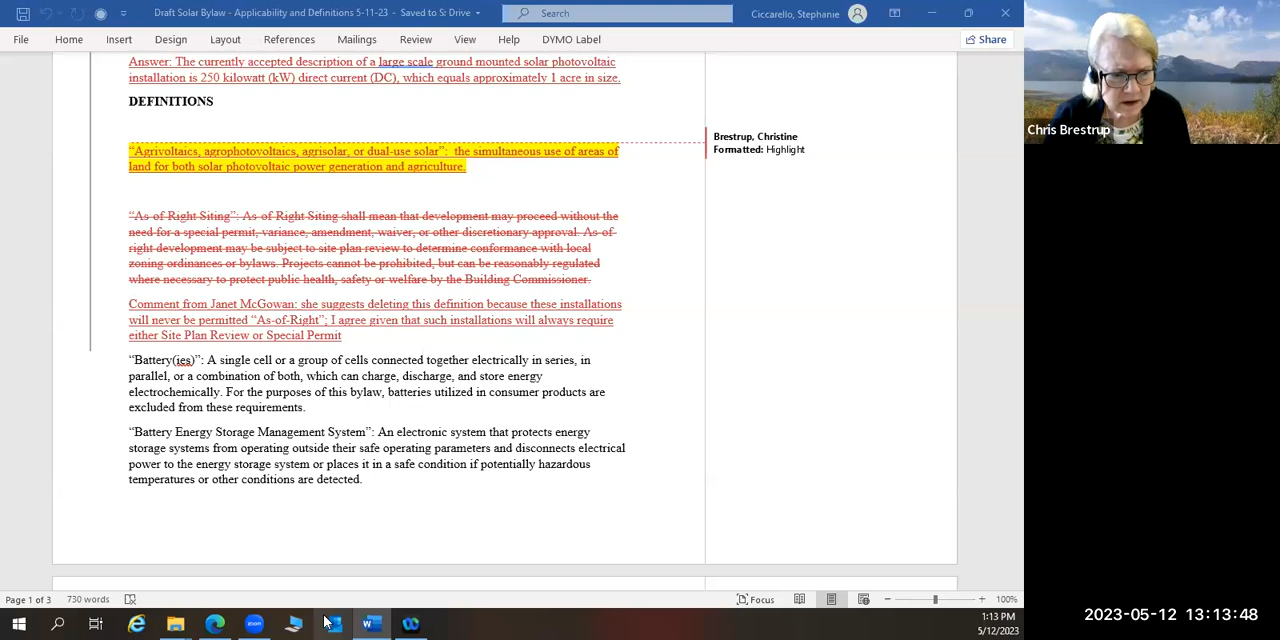 Draft Solar Bylaw - Applicability and Definitions 5-11-23 - Saved to S: Drive
Search
Ciccarello, Stephanie
File Home Insert Design Layout References Mailings Review View Help DYMO Label Share
Answer: The currently accepted description of a large scale ground mounted solar photovoltaic
installation is 250 kilowatt (kW) direct current (DC), which equals approximately 1 acre in size.
DEFINITIONS
“Agrivoltaics, agrophotovoltaics, agrisolar, or dual-use solar”: the simultaneous use of areas of
land for both solar photovoltaic power generation and agriculture.
Brestrup, Christine
Formatted: Highlight
“As-of-Right Siting”: As-of-Right Siting shall mean that development may proceed without the
need for a special permit, variance, amendment, waiver, or other discretionary approval. As-of-
right development may be subject to site plan review to determine conformance with local
zoning ordinances or bylaws. Projects cannot be prohibited, but can be reasonably regulated
where necessary to protect public health, safety or welfare by the Building Commissioner.
Comment from Janet McGowan: she suggests deleting this definition because these installations
will never be permitted “As-of-Right”; I agree given that such installations will always require
either Site Plan Review or Special Permit
“Battery(ies)”: A single cell or a group of cells connected together electrically in series, in
parallel, or a combination of both, which can charge, discharge, and store energy
electrochemically. For the purposes of this bylaw, batteries utilized in consumer products are
excluded from these requirements.
“Battery Energy Storage Management System”: An electronic system that protects energy
storage systems from operating outside their safe operating parameters and disconnects electrical
power to the energy storage system or places it in a safe condition if potentially hazardous
temperatures or other conditions are detected.
Chris Brestrup
Page 1 of 3 730 words Focus 100%
zoom
1:13 PM
5/12/2023
2023-05-12 13:13:48